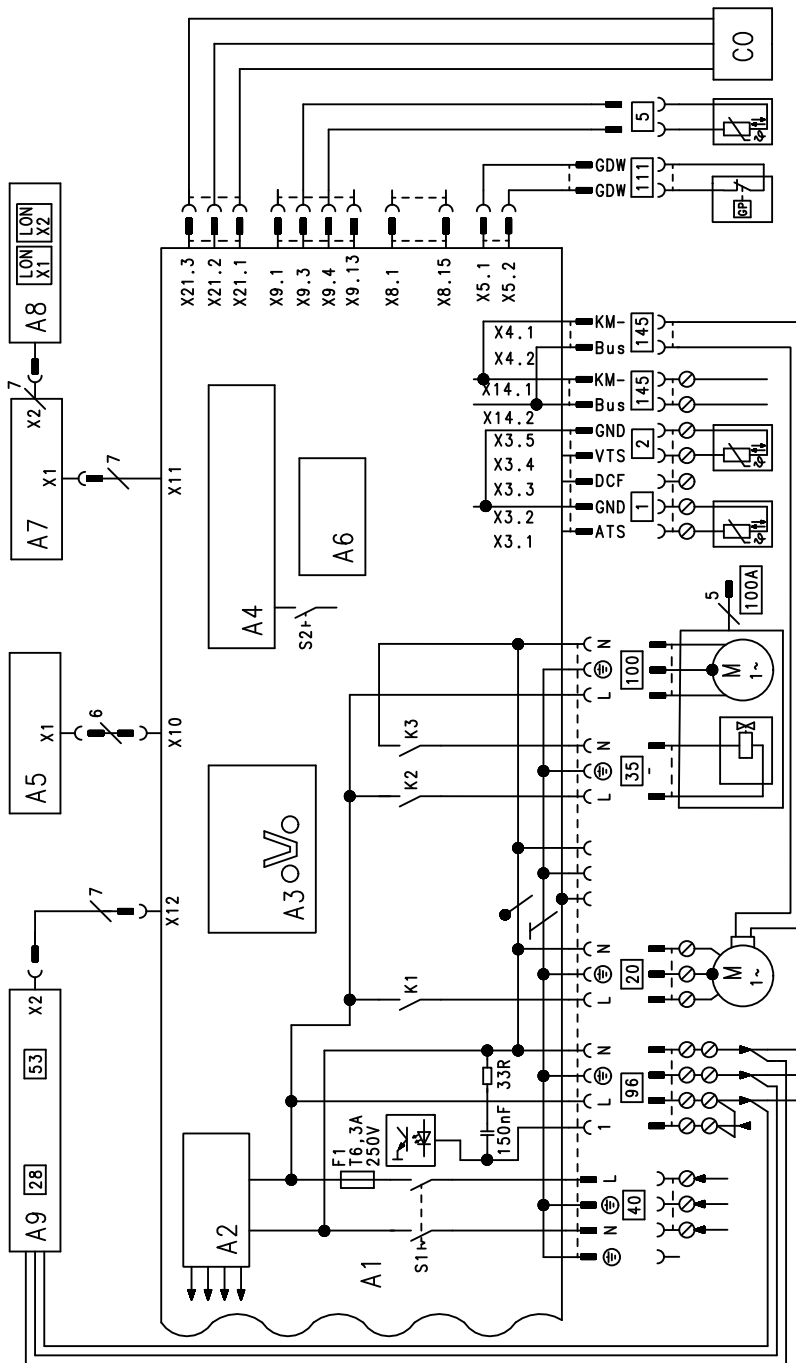 CO
5
GDW
GDW
111
GP
LON
X2
LON
X1
A8
X21.3
X21.2
X21.1
X9.1
X9.3
X9.4
X9.13
X8.1
X8.15
X5.1
X5.2
7
X2
X1
A7
7
X11
A4
S2
A6
X4.1
X4.2
X14.1
X14.2
X3.5
X3.4
X3.3
X3.2
X3.1
KM-
Bus
145
KM-
Bus
145
GND
VTS
2
DCF
GND
ATS
1
5
100A
X1
A5
6
X10
A3
K3
K2
N
L
100
M
1~
N
L
35
-
7
X12
K1
N
L
20
M
1~
X2
53
28
A9
33R
150nF
N
L
1
96
F1
T6,3A
250V
A2
S1
A1
L
N
40